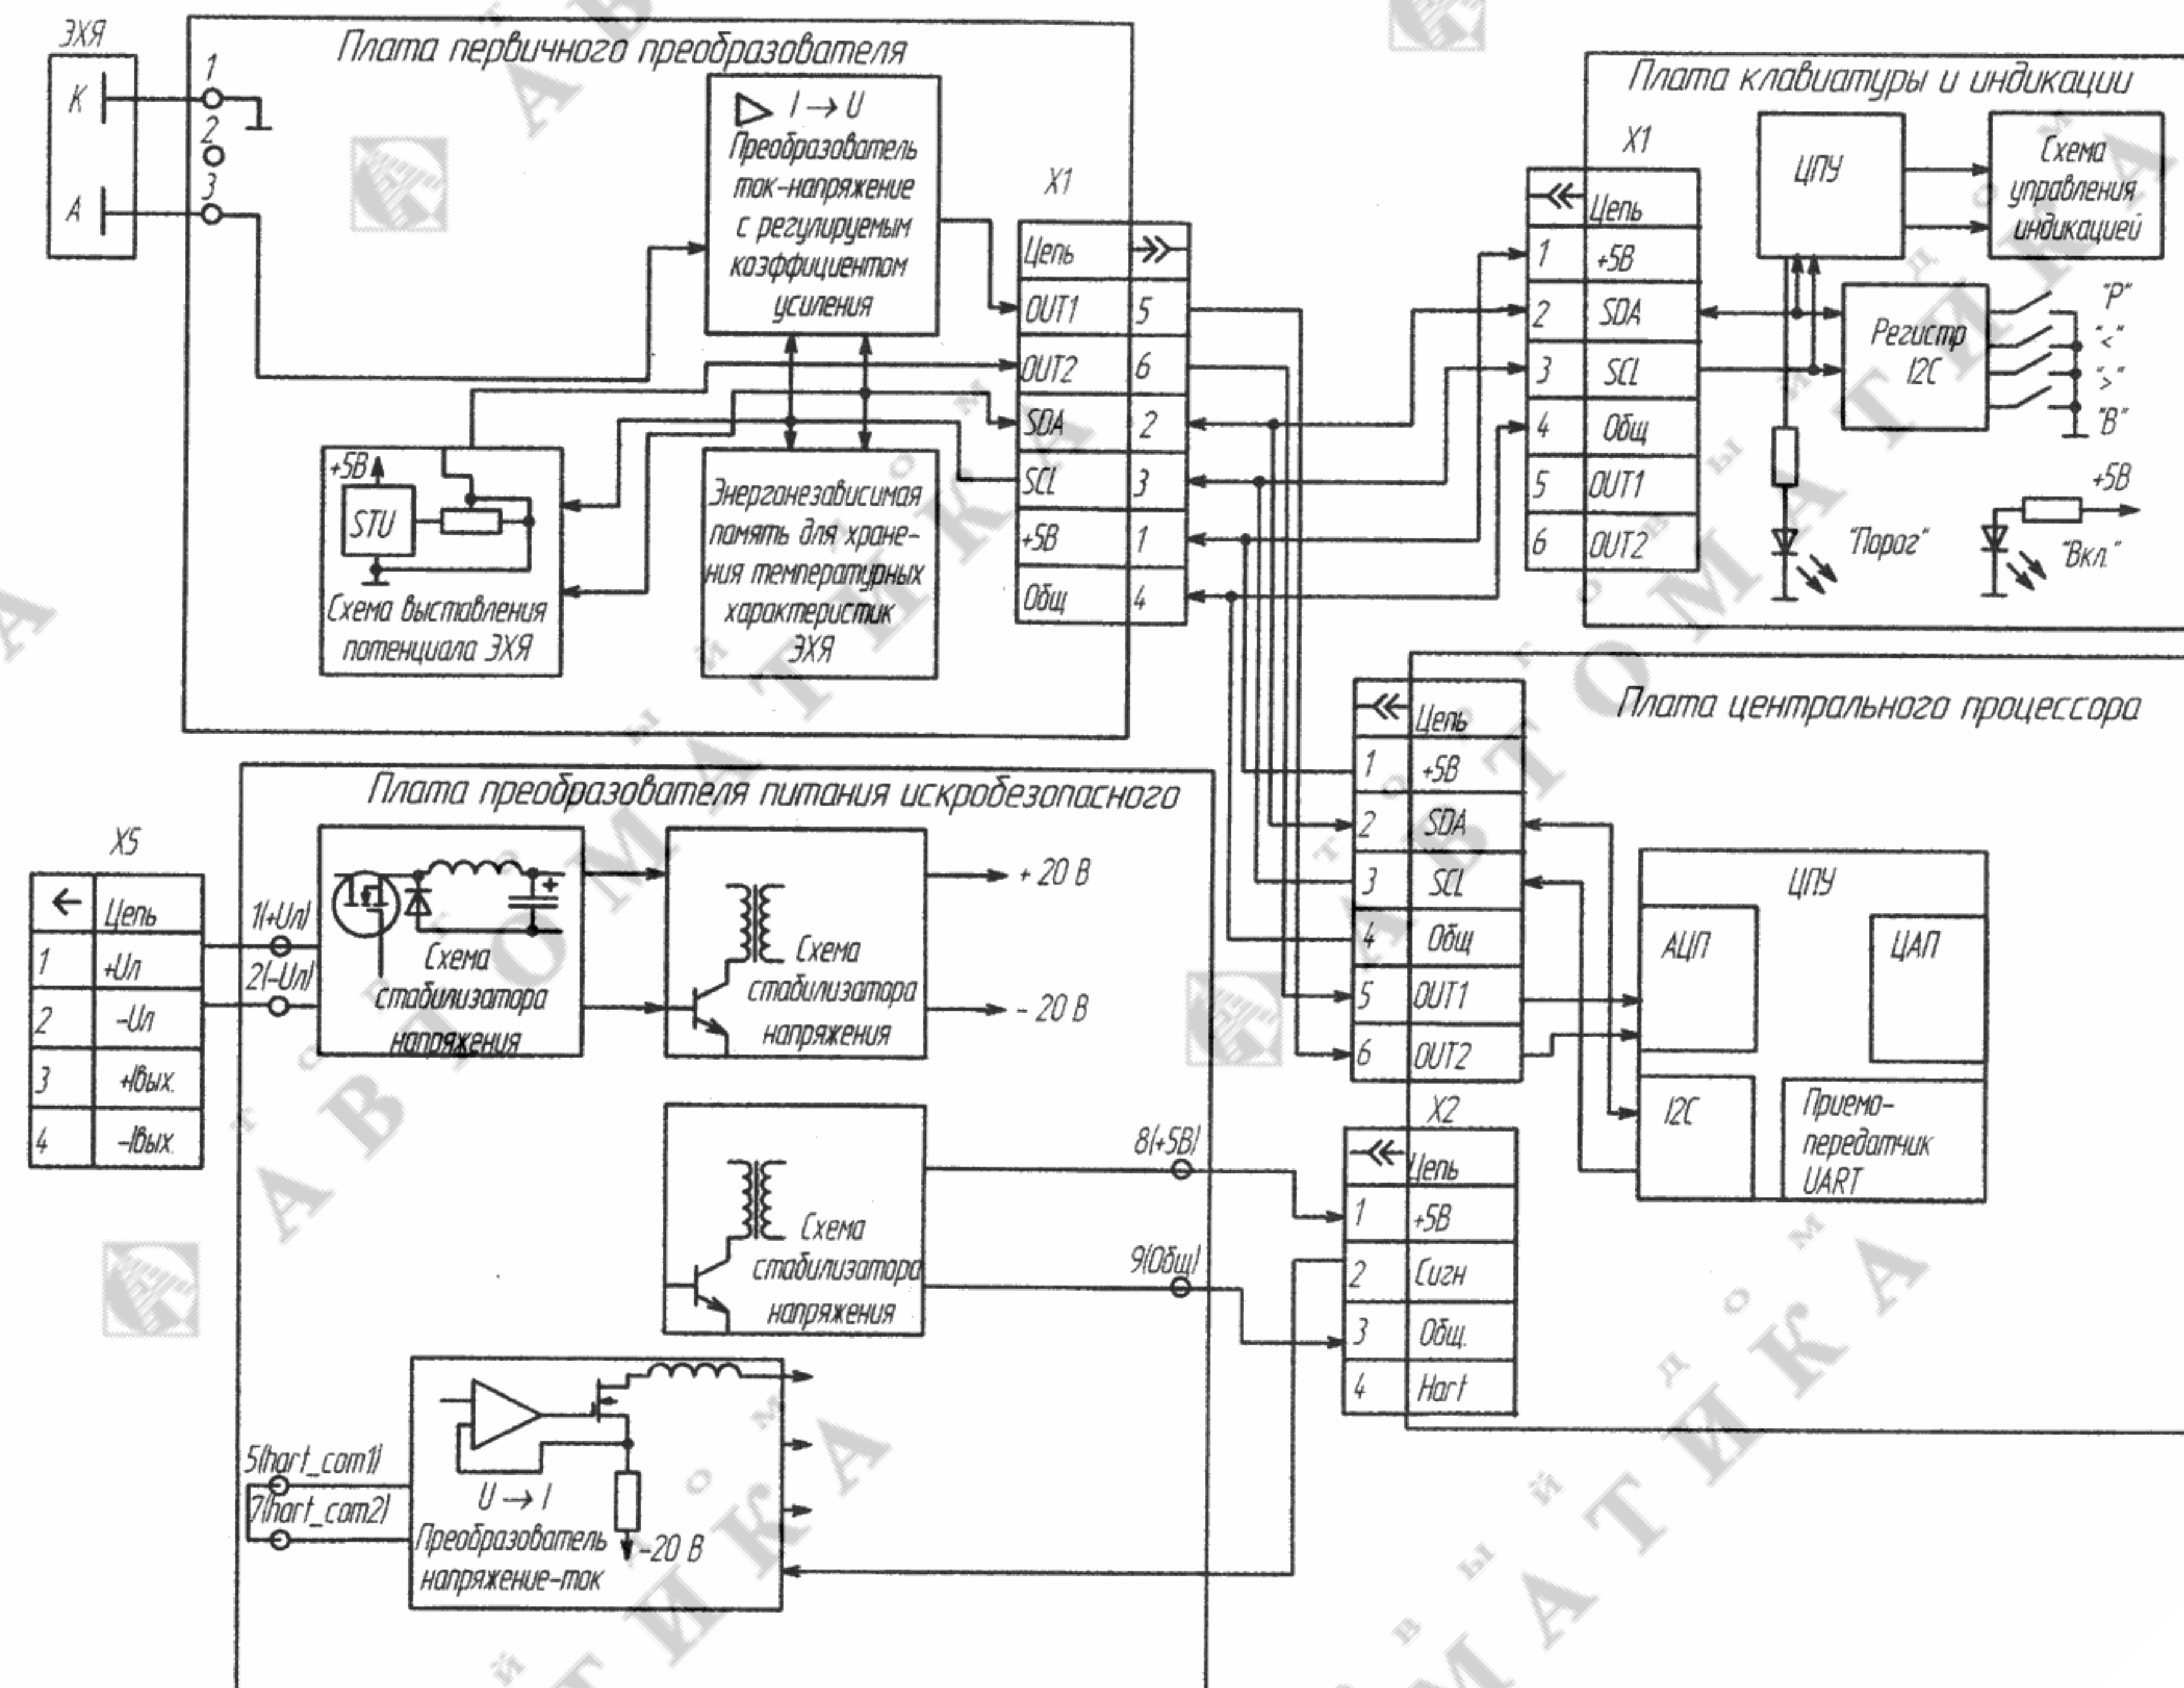 ЭХЯ
К
А
1
2
3
Плата первичного преобразователя
I → U
Преобразователь
ток-напряжение
с регулируемым
коэффициентом
усиления
X1
Цепь
OUT1 5
OUT2 6
SDA 2
SCL 3
+5В 1
Общ 4
+5В
STU
Схема выставления
потенциала ЭХЯ
Энергонезависимая
память для хране-
ния температурных
характеристик
ЭХЯ
Плата клавиатуры и индикации
X1
Цепь
1 +5В
2 SDA
3 SCL
4 Общ
5 OUT1
6 OUT2
ЦПУ
Схема
управления
индикацией
Регистр
I2C
"Р"
"<"
">"
"В"
+5В
"Порог"
"Вкл."
Плата центрального процессора
Цепь
1 +5В
2 SDA
3 SCL
4 Общ
5 OUT1
6 OUT2
ЦПУ
АЦП
ЦАП
I2C
Приемо-
передатчик
UART
X2
Цепь
1 +5В
2 Сигн
3 Общ.
4 Hart
Плата преобразователя питания искробезопасного
X5
Цепь
1 +Uл
2 -Uл
3 +Iвых.
4 -Iвых.
1(+Uл)
2(-Uл)
Схема
стабилизатора
напряжения
Схема
стабилизатора
напряжения
+ 20 В
- 20 В
Схема
стабилизатора
напряжения
8(+5В)
9(Общ)
5(hart_com1)
7(hart_com2)
U → I
Преобразователь
напряжение-ток
-20 В